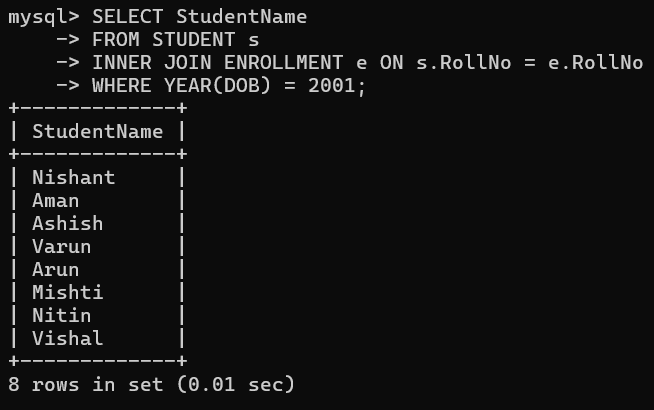 mysql> SELECT StudentName
    -> FROM STUDENT s
    -> INNER JOIN ENROLLMENT e ON s.RollNo = e.RollNo
    -> WHERE YEAR(DOB) = 2001;
+-------------+
| StudentName |
+-------------+
| Nishant     |
| Aman        |
| Ashish      |
| Varun       |
| Arun        |
| Mishti      |
| Nitin       |
| Vishal      |
+-------------+
8 rows in set (0.01 sec)